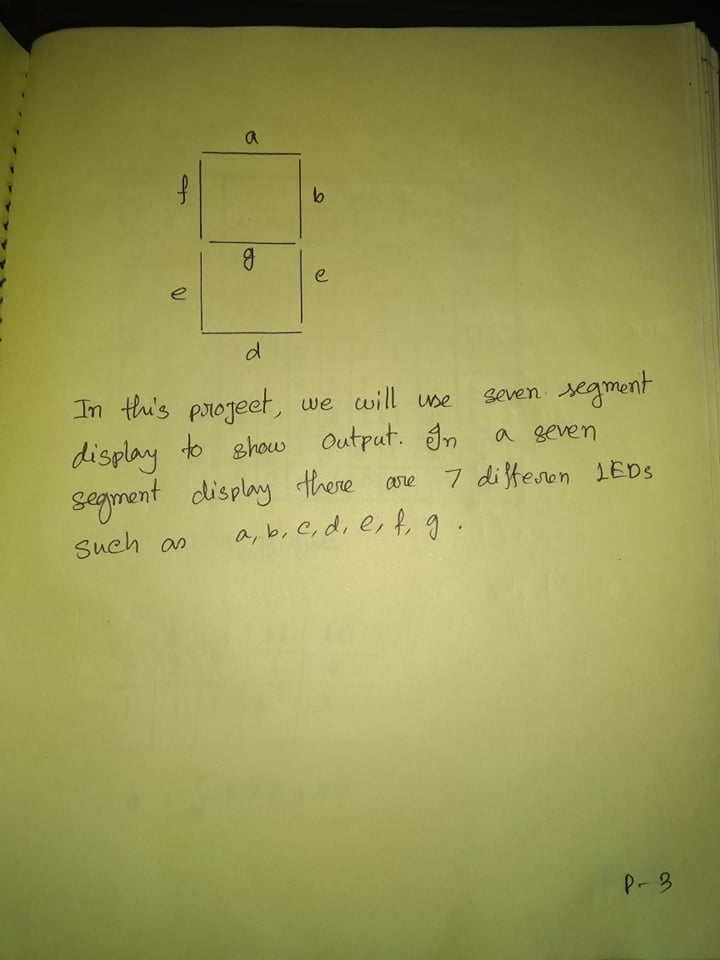 a
f
b
g
e
e
d
In this project, we will use seven segment
display to show output. In a seven
segment display there are 7 differen LEDs
such as a, b, c, d, e, f, g.
P-3